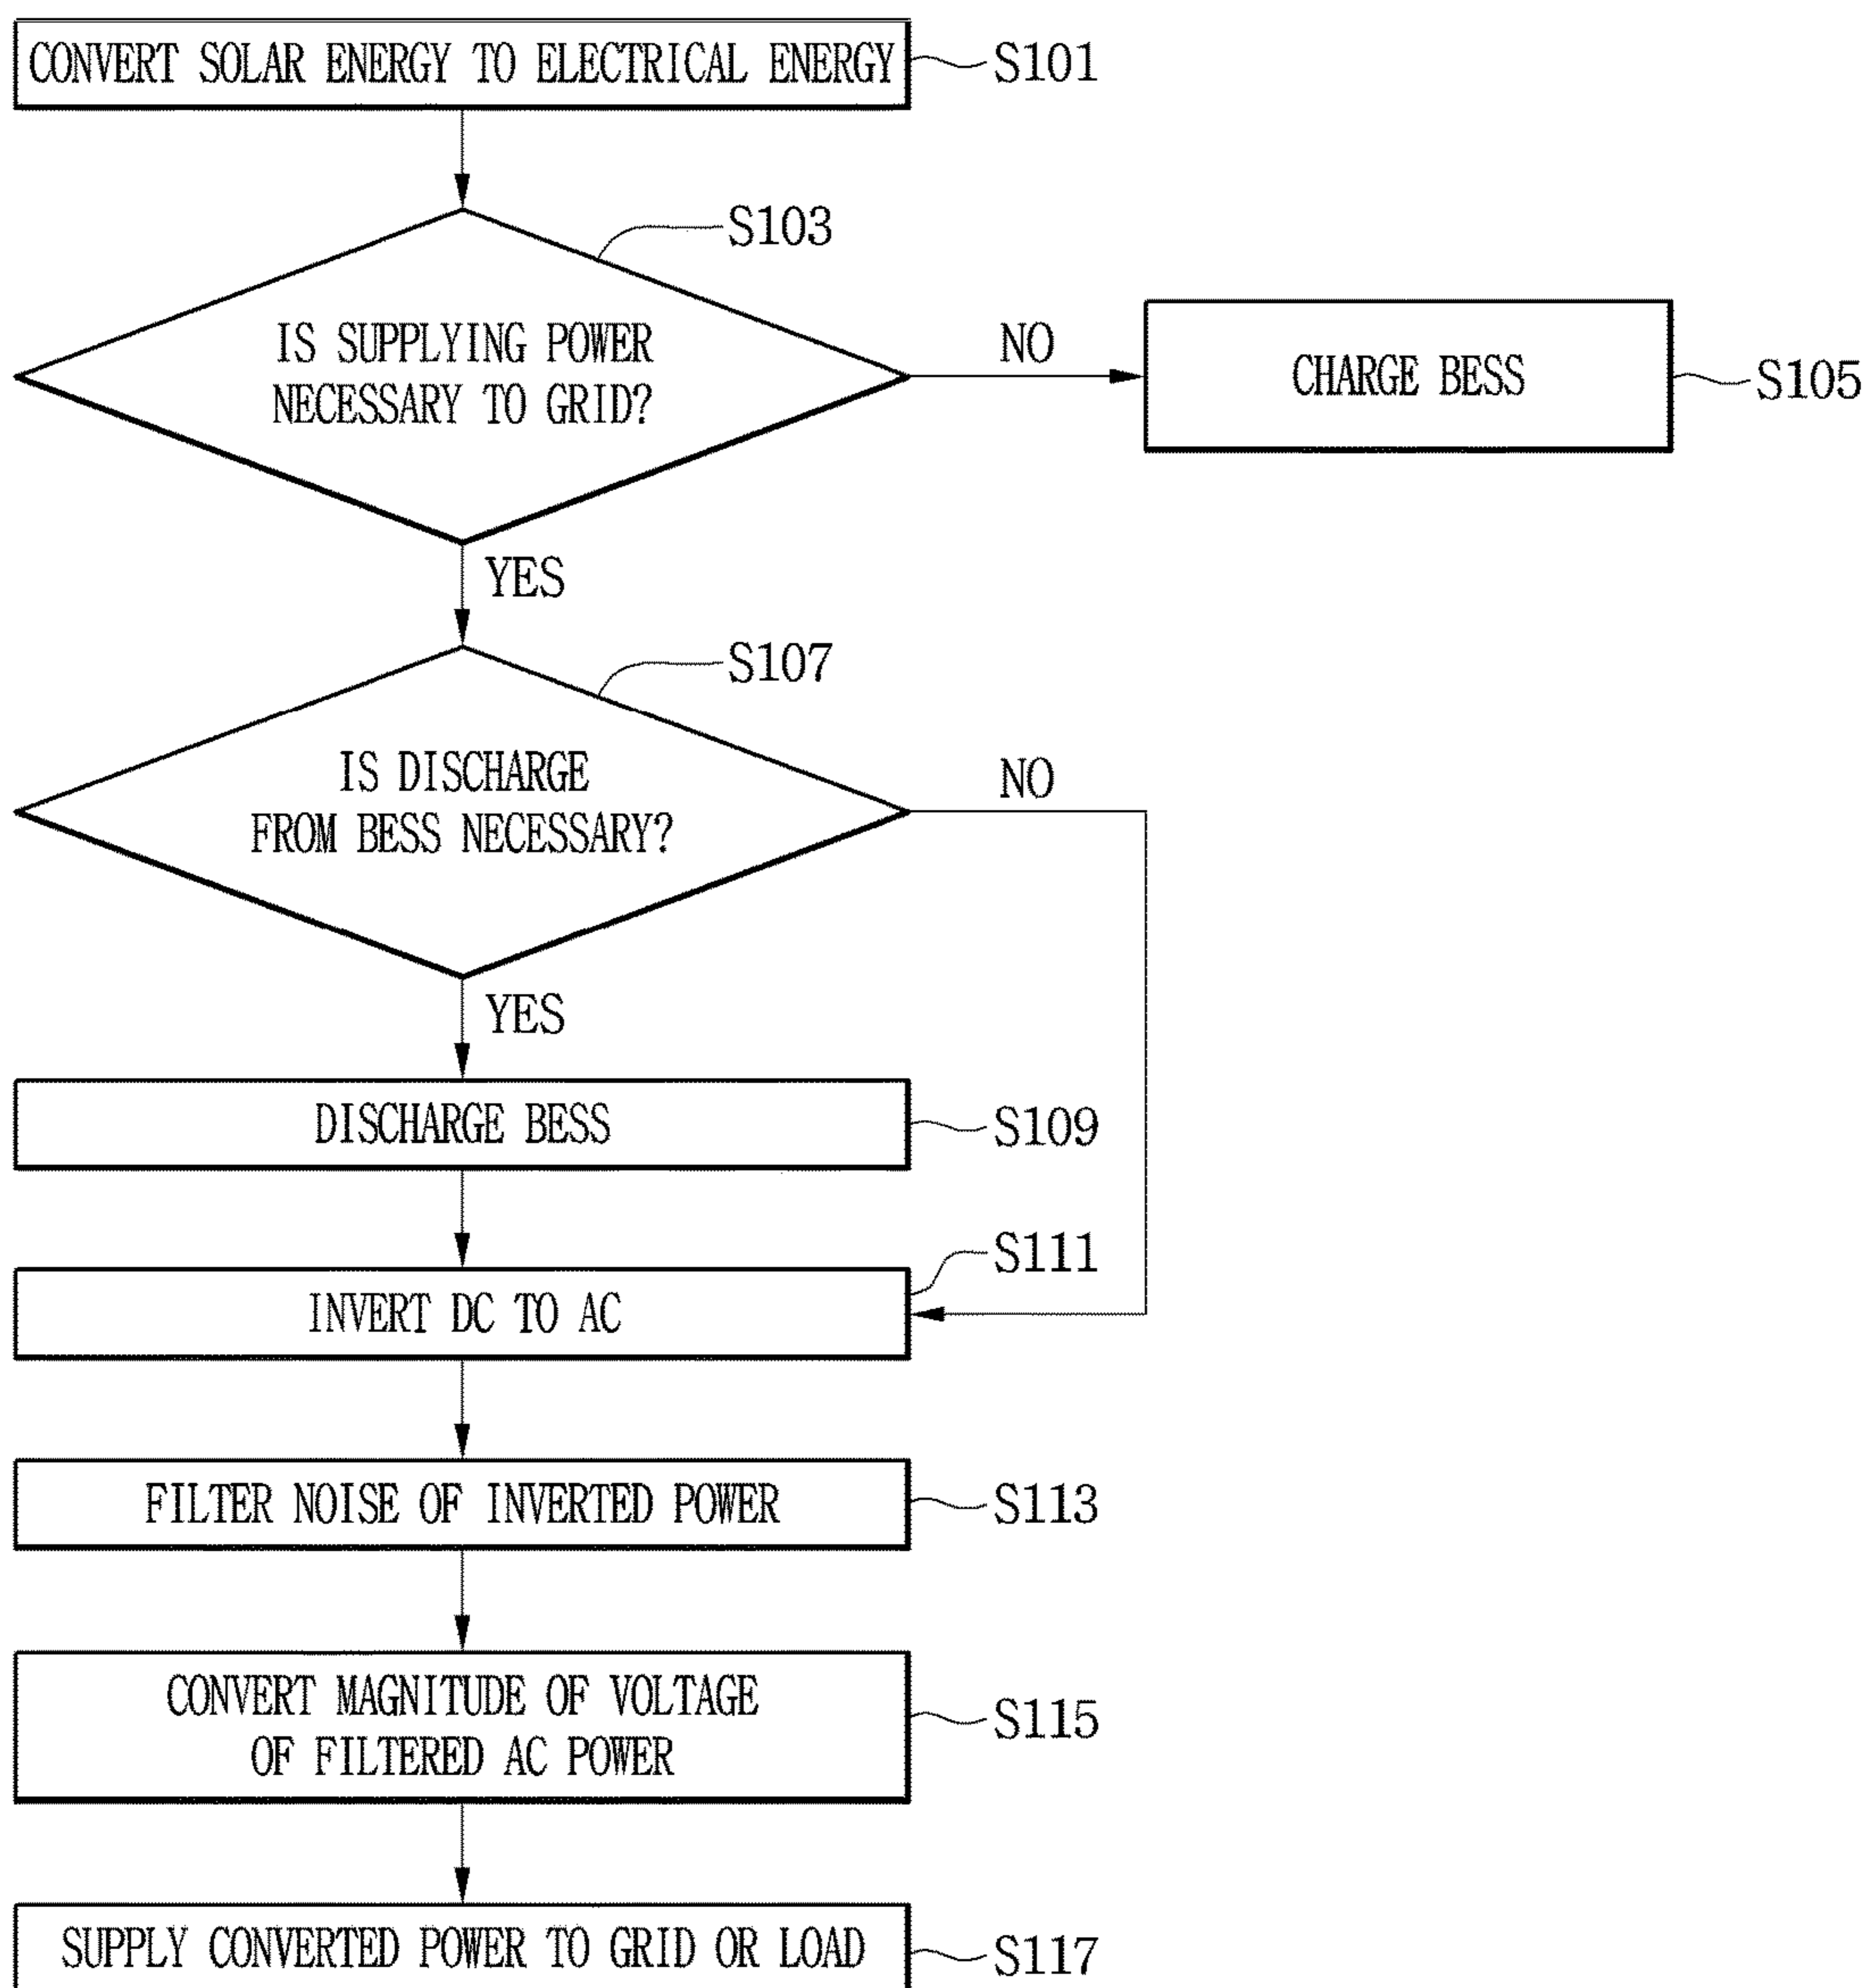 CONVERT SOLAR ENERGY TO ELECTRICAL ENERGY
S101
S103
IS SUPPLYING POWER
NECESSARY TO GRID?
NO
CHARGE BESS
S105
YES
S107
IS DISCHARGE
FROM BESS NECESSARY?
NO
YES
DISCHARGE BESS
S109
S111
INVERT DC TO AC
FILTER NOISE OF INVERTED POWER
S113
CONVERT MAGNITUDE OF VOLTAGE
OF FILTERED AC POWER
S115
SUPPLY CONVERTED POWER TO GRID OR LOAD
S117